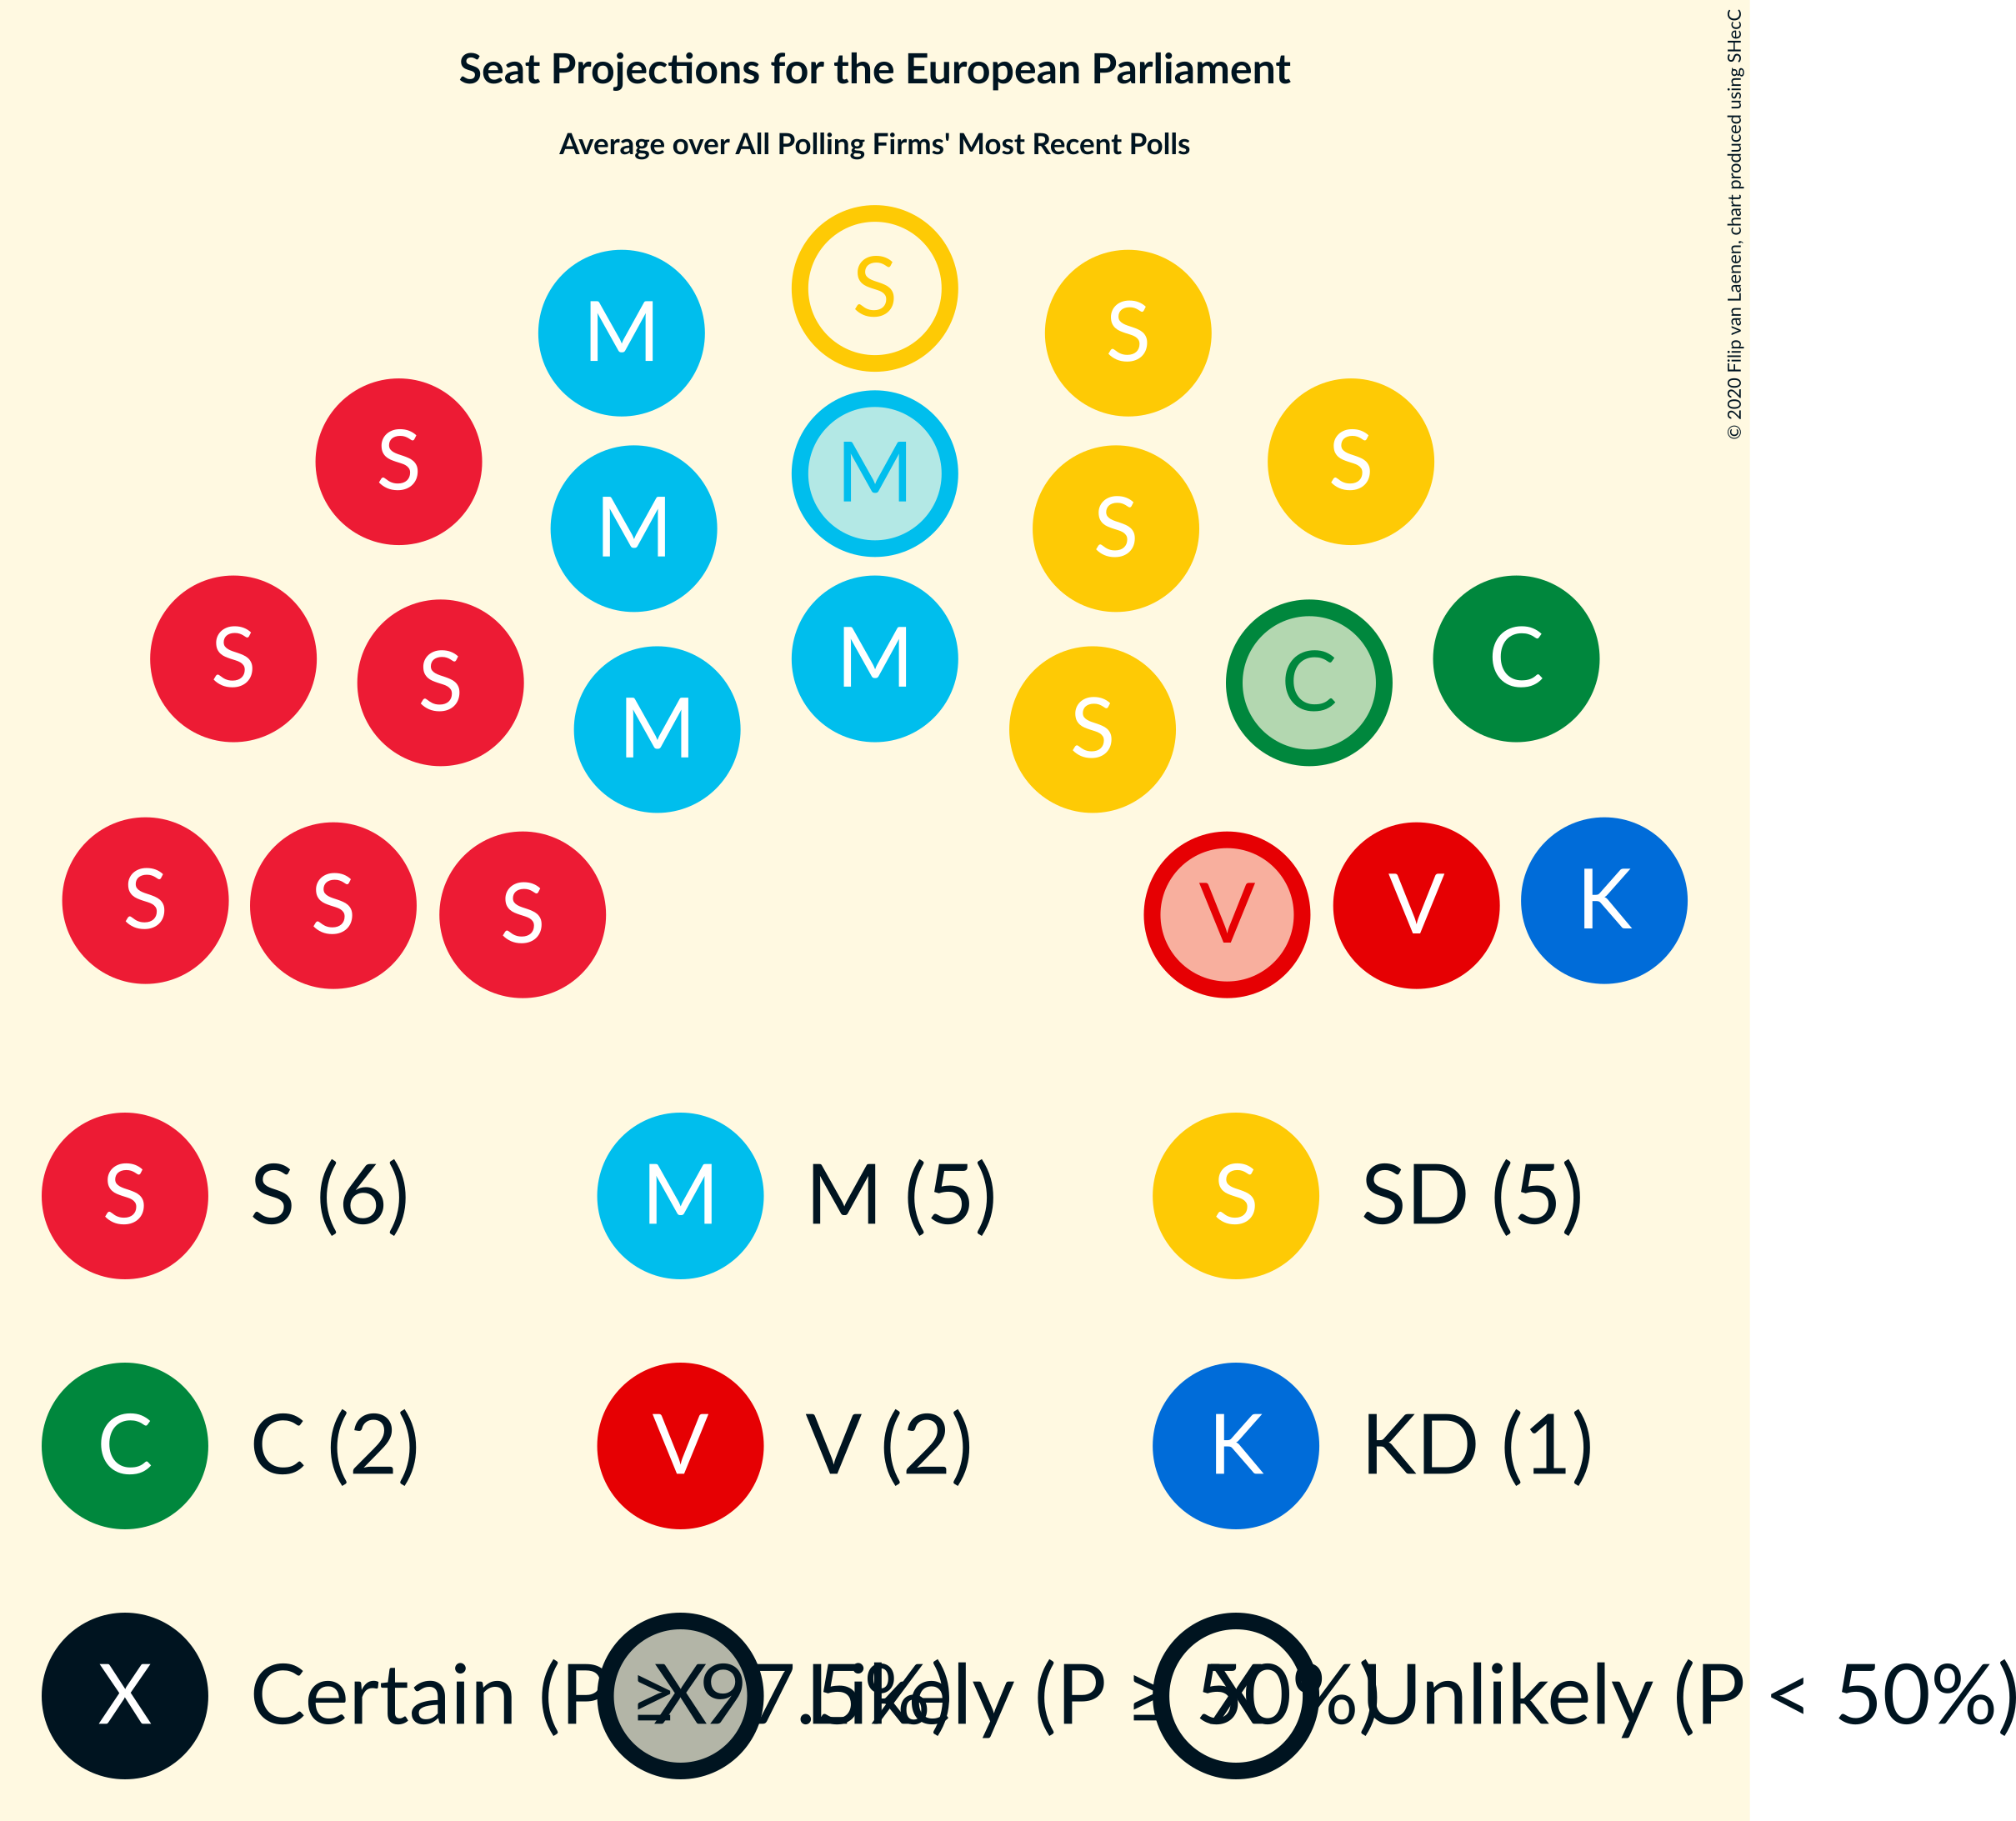 Seat Projections for the European Parliament
Average over All Polling Firms' Most Recent Polls
© 2020 Filip van Laenen, chart produced using SHecC
S
M S
S S
M M S
S C
S S M M S C
S S S V V K
S S (6) M M (5) S SD (5)
C C (2) V V (2) K KD (1)
X Certain (P ≥ 97.5%) X Likely (P ≥ 50%) X Unlikely (P < 50%)